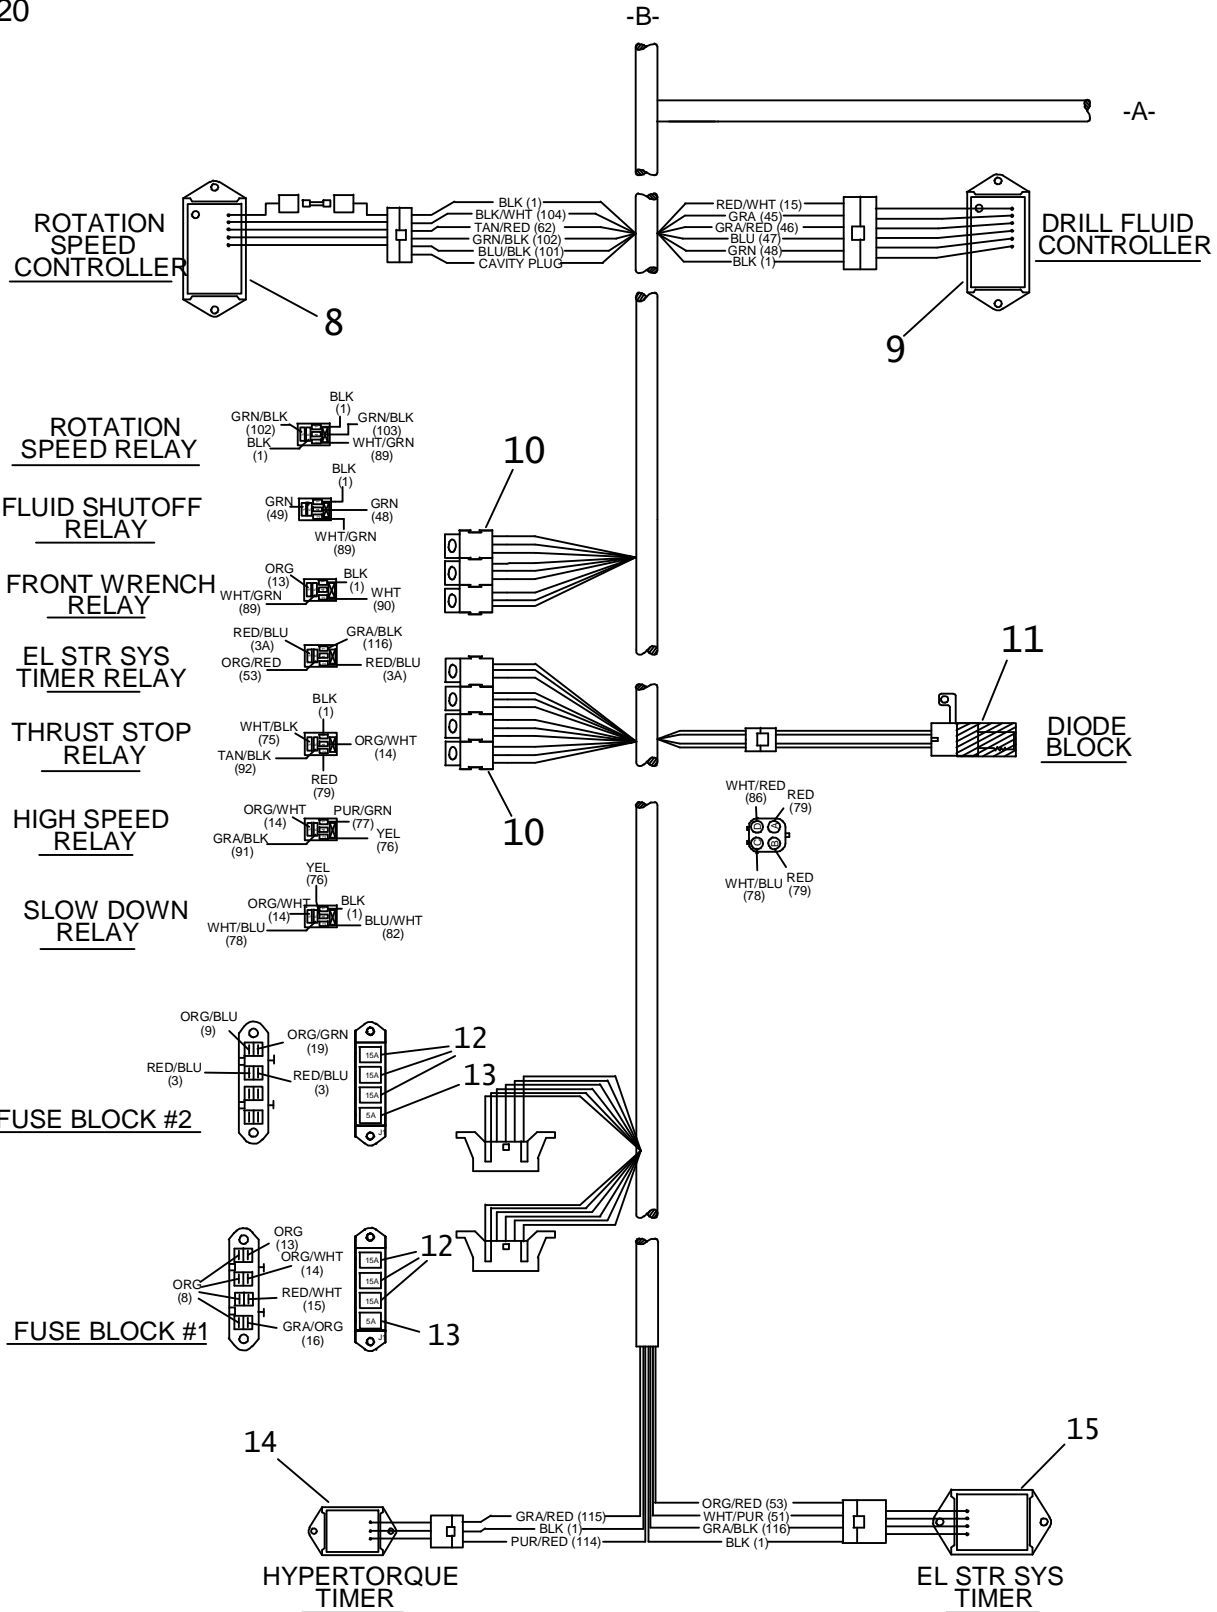 20
-B-
-A-
ROTATION
SPEED
CONTROLLER
8
BLK (1)
BLK/WHT (104)
TAN/RED (62)
GRN/BLK (102)
BLU/BLK (101)
CAVITY PLUG
RED/WHT (15)
GRA (45)
GRA/RED (46)
BLU (47)
GRN (48)
BLK (1)
DRILL FLUID
CONTROLLER
9
ROTATION
SPEED RELAY
BLK
(1)
GRN/BLK
(102)
GRN/BLK
(103)
BLK
(1)
WHT/GRN
(89)
FLUID SHUTOFF
RELAY
BLK
(1)
GRN
(49)
GRN
(48)
WHT/GRN
(89)
10
FRONT WRENCH
RELAY
ORG
(13)
BLK
(1)
WHT/GRN
(89)
WHT
(90)
EL STR SYS
TIMER RELAY
RED/BLU
(3A)
GRA/BLK
(116)
ORG/RED
(53)
RED/BLU
(3A)
THRUST STOP
RELAY
BLK
(1)
WHT/BLK
(75)
ORG/WHT
(14)
TAN/BLK
(92)
RED
(79)
10
11
DIODE
BLOCK
WHT/RED
(86)
RED
(79)
D A
C B
WHT/BLU
(78)
RED
(79)
HIGH SPEED
RELAY
ORG/WHT
(14)
PUR/GRN
(77)
GRA/BLK
(91)
YEL
(76)
SLOW DOWN
RELAY
YEL
(76)
ORG/WHT
(14)
BLK
(1)
WHT/BLU
(78)
BLU/WHT
(82)
FUSE BLOCK #2
ORG/BLU
(9)
ORG/GRN
(19)
RED/BLU
(3)
RED/BLU
(3)
15A
15A
15A
5A
12
13
FUSE BLOCK #1
ORG
(13)
ORG/WHT
(14)
ORG
(8)
RED/WHT
(15)
GRA/ORG
(16)
15A
15A
15A
5A
12
13
14
GRA/RED (115)
BLK (1)
PUR/RED (114)
HYPERTORQUE
TIMER
15
ORG/RED (53)
WHT/PUR (51)
GRA/BLK (116)
BLK (1)
EL STR SYS
TIMER